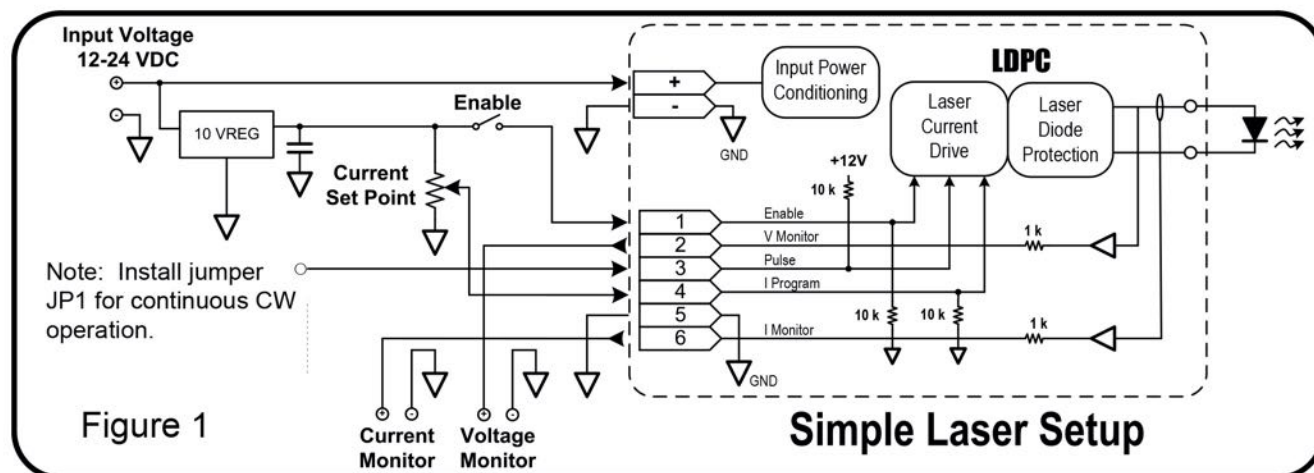 Input Voltage
12-24 VDC
+
-
10 VREG
Enable
Current
Set Point
Note: Install jumper
JP1 for continuous CW
operation.
Figure 1
+
-
Current
Monitor
+
-
Voltage
Monitor
+
-
GND
Input Power
Conditioning
LDPC
Laser
Current
Drive
Laser
Diode
Protection
+12V
10 k
1
Enable
2
V Monitor
1 k
3
Pulse
4
I Program
5
10 k
10 k
6
I Monitor
1 k
GND
Simple Laser Setup